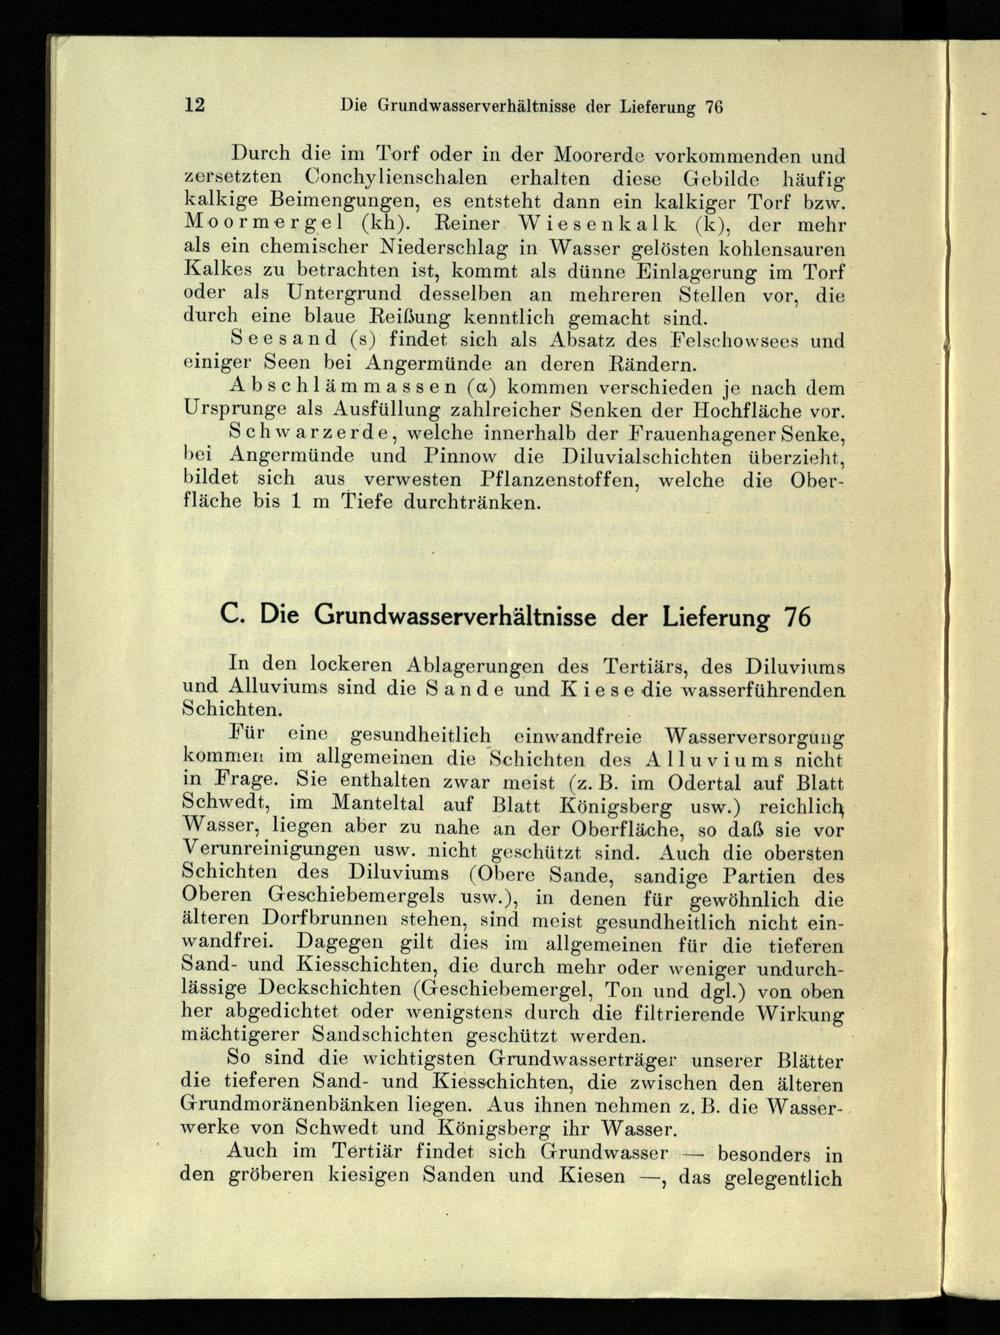 12 Die Grundwasserverhältnisse der Lieferung 76
Durch die im Torf oder in der Moorerde vorkommenden und
zersetzten Conchylienschalen erhalten diese Gebilde häufig
kalkige Beimengungen, es entsteht dann ein kalkiger Torf bzw.
Moormergel (kh). Reiner Wiesenkalk (k), der mehr
als ein chemischer Niederschlag in Wasser gelösten kohlensauren
Kalkes zu betrachten ist, kommt als dünne Einlagerung im Torf
oder als Untergrund desselben an mehreren Stellen vor, die
durch eine blaue Reißung kenntlich gemacht sind.
Seesand (s) findet sich als Absatz des Felschowsees und
einiger Seen bei Angermünde an deren Rändern.
Abschlämmassen (α) kommen verschieden je nach dem
Ursprunge als Ausfüllung zahlreicher Senken der Hochfläche vor.
Schwarzerde, welche innerhalb der Frauenhagener Senke,
bei Angermünde und Pinnow die Diluvialschichten überzieht,
bildet sich aus verwesten Pflanzenstoffen, welche die Ober-
fläche bis 1 m Tiefe durchtränken.
C. Die Grundwasserverhältnisse der Lieferung 76
In den lockeren Ablagerungen des Tertiärs, des Diluviums
und Alluviums sind die Sande und Kiese die wasserführenden
Schichten.
Für eine gesundheitlich einwandfreie Wasserversorgung
kommen im allgemeinen die Schichten des Alluviums nicht
in Frage. Sie enthalten zwar meist (z. B. im Odertal auf Blatt
Schwedt, im Manteltal auf Blatt Königsberg usw.) reichlich
Wasser, liegen aber zu nahe an der Oberfläche, so daß sie vor
Verunreinigungen usw. nicht geschützt sind. Auch die obersten
Schichten des Diluviums (Obere Sande, sandige Partien des
Oberen Geschiebemergels usw.), in denen für gewöhnlich die
älteren Dorfbrunnen stehen, sind meist gesundheitlich nicht ein-
wandfrei. Dagegen gilt dies im allgemeinen für die tieferen
Sand- und Kiesschichten, die durch mehr oder weniger undurch-
lässige Deckschichten (Geschiebemergel, Ton und dgl.) von oben
her abgedichtet oder wenigstens durch die filtrierende Wirkung
mächtigerer Sandschichten geschützt werden.
So sind die wichtigsten Grundwasserträger unserer Blätter
die tieferen Sand- und Kiesschichten, die zwischen den älteren
Grundmoränenbänken liegen. Aus ihnen nehmen z. B. die Wasser-
werke von Schwedt und Königsberg ihr Wasser.
Auch im Tertiär findet sich Grundwasser — besonders in
den gröberen kiesigen Sanden und Kiesen —, das gelegentlich